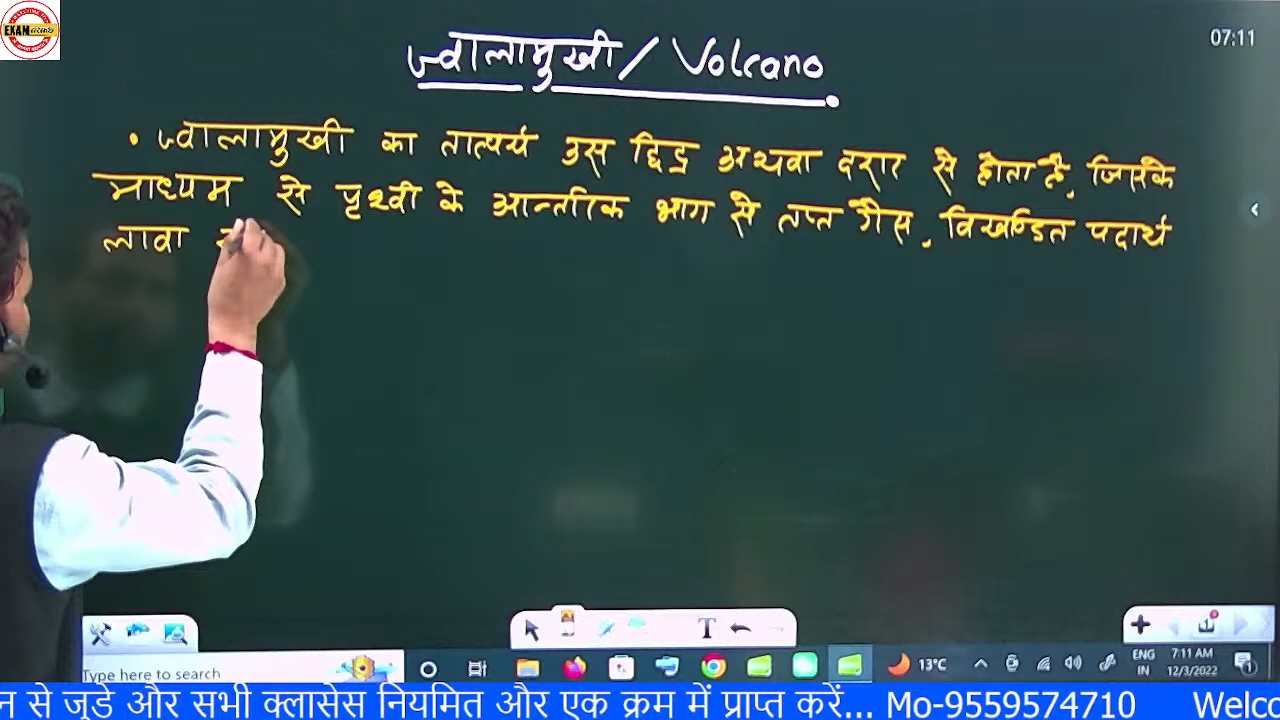 EXAN
07:11
ज्वालामुखी / Volcano
• ज्वालामुखी का तात्पर्य उस छिद्र अथवा दरार से होता है, जिसके
माध्यम से पृथ्वी के आन्तरिक भाग से तप्त गैस, विखण्डित पदार्थ
लावा
Type here to search
13°C
ENG
IN
7:11 AM
12/3/2022
न से जुडे और सभी क्लासेस नियमित और एक क्रम में प्राप्त करें... Mo-9559574710 Welco